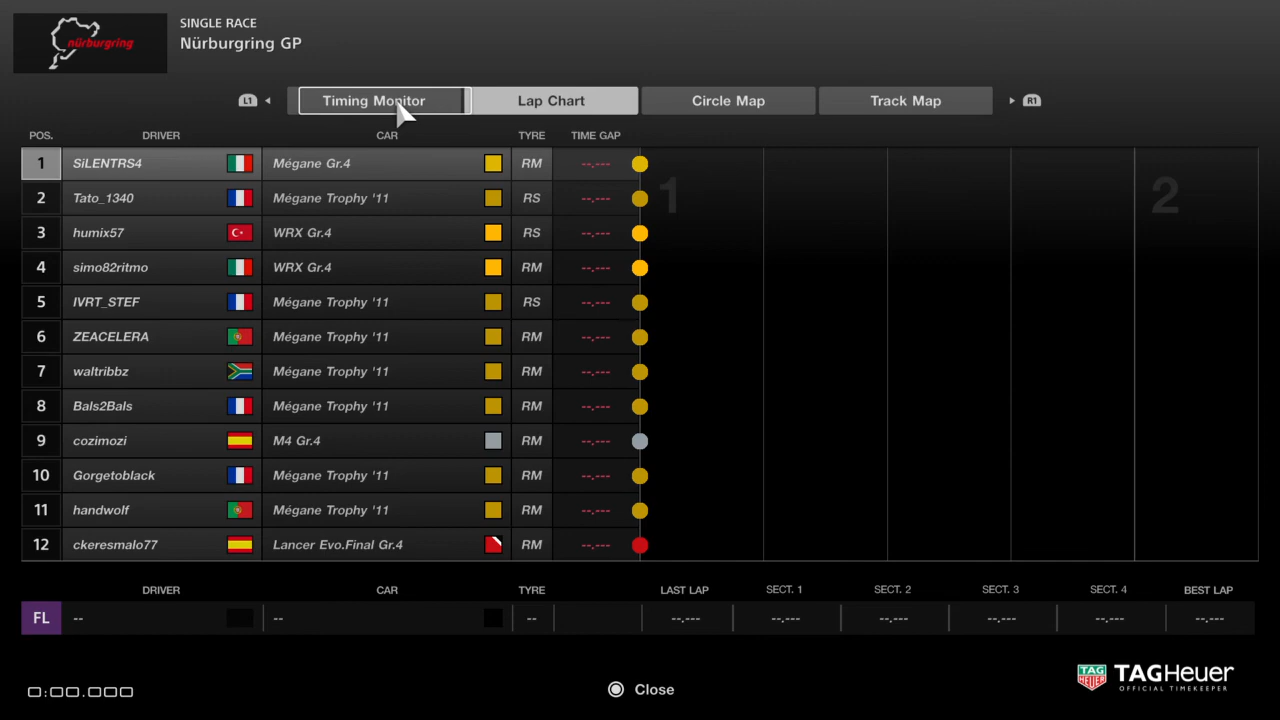 nürburgring
SINGLE RACE
Nürburgring GP
L1 Timing Monitor Lap Chart Circle Map Track Map R1
POS. DRIVER CAR TYRE TIME GAP
1 SiLENTRS4 Mégane Gr.4 RM --.---
2 Tato_1340 Mégane Trophy '11 RS --.---
3 humix57 WRX Gr.4 RS --.---
4 simo82ritmo WRX Gr.4 RM --.---
5 IVRT_STEF Mégane Trophy '11 RS --.---
6 ZEACELERA Mégane Trophy '11 RM --.---
7 waltribbz Mégane Trophy '11 RM --.---
8 Bals2Bals Mégane Trophy '11 RM --.---
9 cozimozi M4 Gr.4 RM --.---
10 Gorgetoblack Mégane Trophy '11 RM --.---
11 handwolf Mégane Trophy '11 RM --.---
12 ckeresmalo77 Lancer Evo.Final Gr.4 RM --.---
1 2
DRIVER CAR TYRE LAST LAP SECT. 1 SECT. 2 SECT. 3 SECT. 4 BEST LAP
FL -- -- -- --.--- --.--- --.--- --.--- --.--- --.---
0:00.000
Close
TAG HEUER TAGHeuer
OFFICIAL TIMEKEEPER